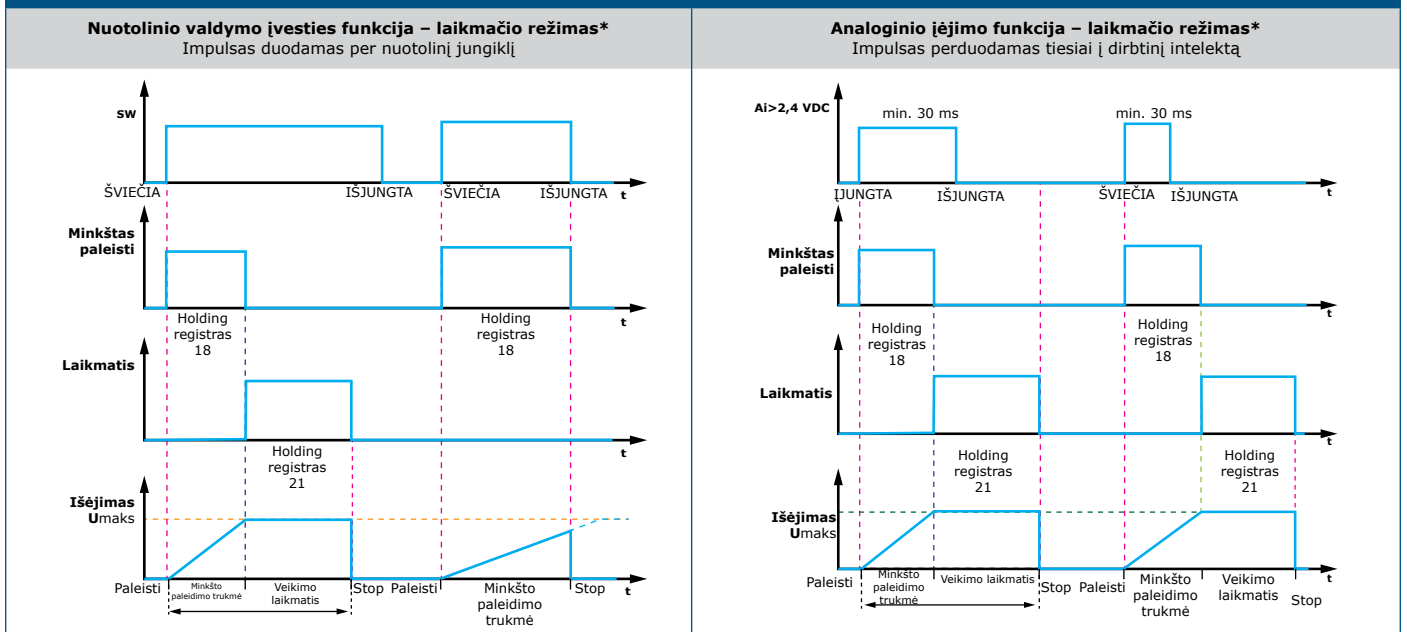 Nuotolinio valdymo įvesties funkcija – laikmačio režimas*
Impulsas duodamas per nuotolinį jungiklį
SW
ŠVIEČIA
IŠJUNGTA
ŠVIEČIA
IŠJUNGTA
t
Minkštas
paleisti
t
Holding
registras
18
Holding
registras
18
Laikmatis
t
Holding
registras
21
Išėjimas
Umaks
Paleisti
Minkšto
paleidimo trukmė
Veikimo
laikmatis
Stop
Paleisti
Minkšto
paleidimo
trukmė
Stop
t
Analoginio įėjimo funkcija – laikmačio režimas*
Impulsas perduodamas tiesiai į dirbtinį intelektą
Ai>2,4 VDC
min. 30 ms
min. 30 ms
ĮJUNGTA
IŠJUNGTA
ŠVIEČIA
IŠJUNGTA
t
Minkštas
paleisti
t
Holding
registras
18
Holding
registras
18
Laikmatis
t
Holding
registras
21
Holding
registras
21
Išėjimas
Umaks
Paleisti
Minkšto
paleidimo
trukmė
Veikimo laikmatis
Stop
Paleisti
Minkšto
paleidimo
trukmė
Veikimo
laikmatis
Stop
t